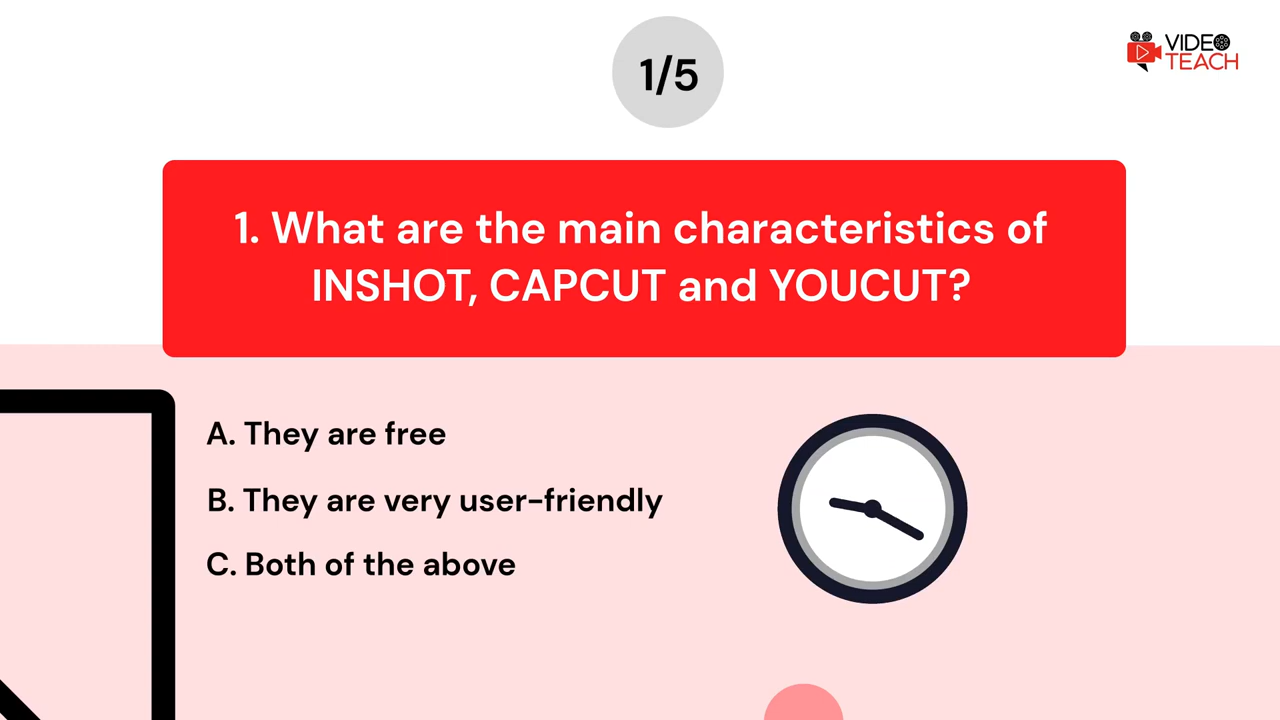 1/5
VIDEO
TEACH
1. What are the main characteristics of
INSHOT, CAPCUT and YOUCUT?
A. They are free
B. They are very user-friendly
C. Both of the above